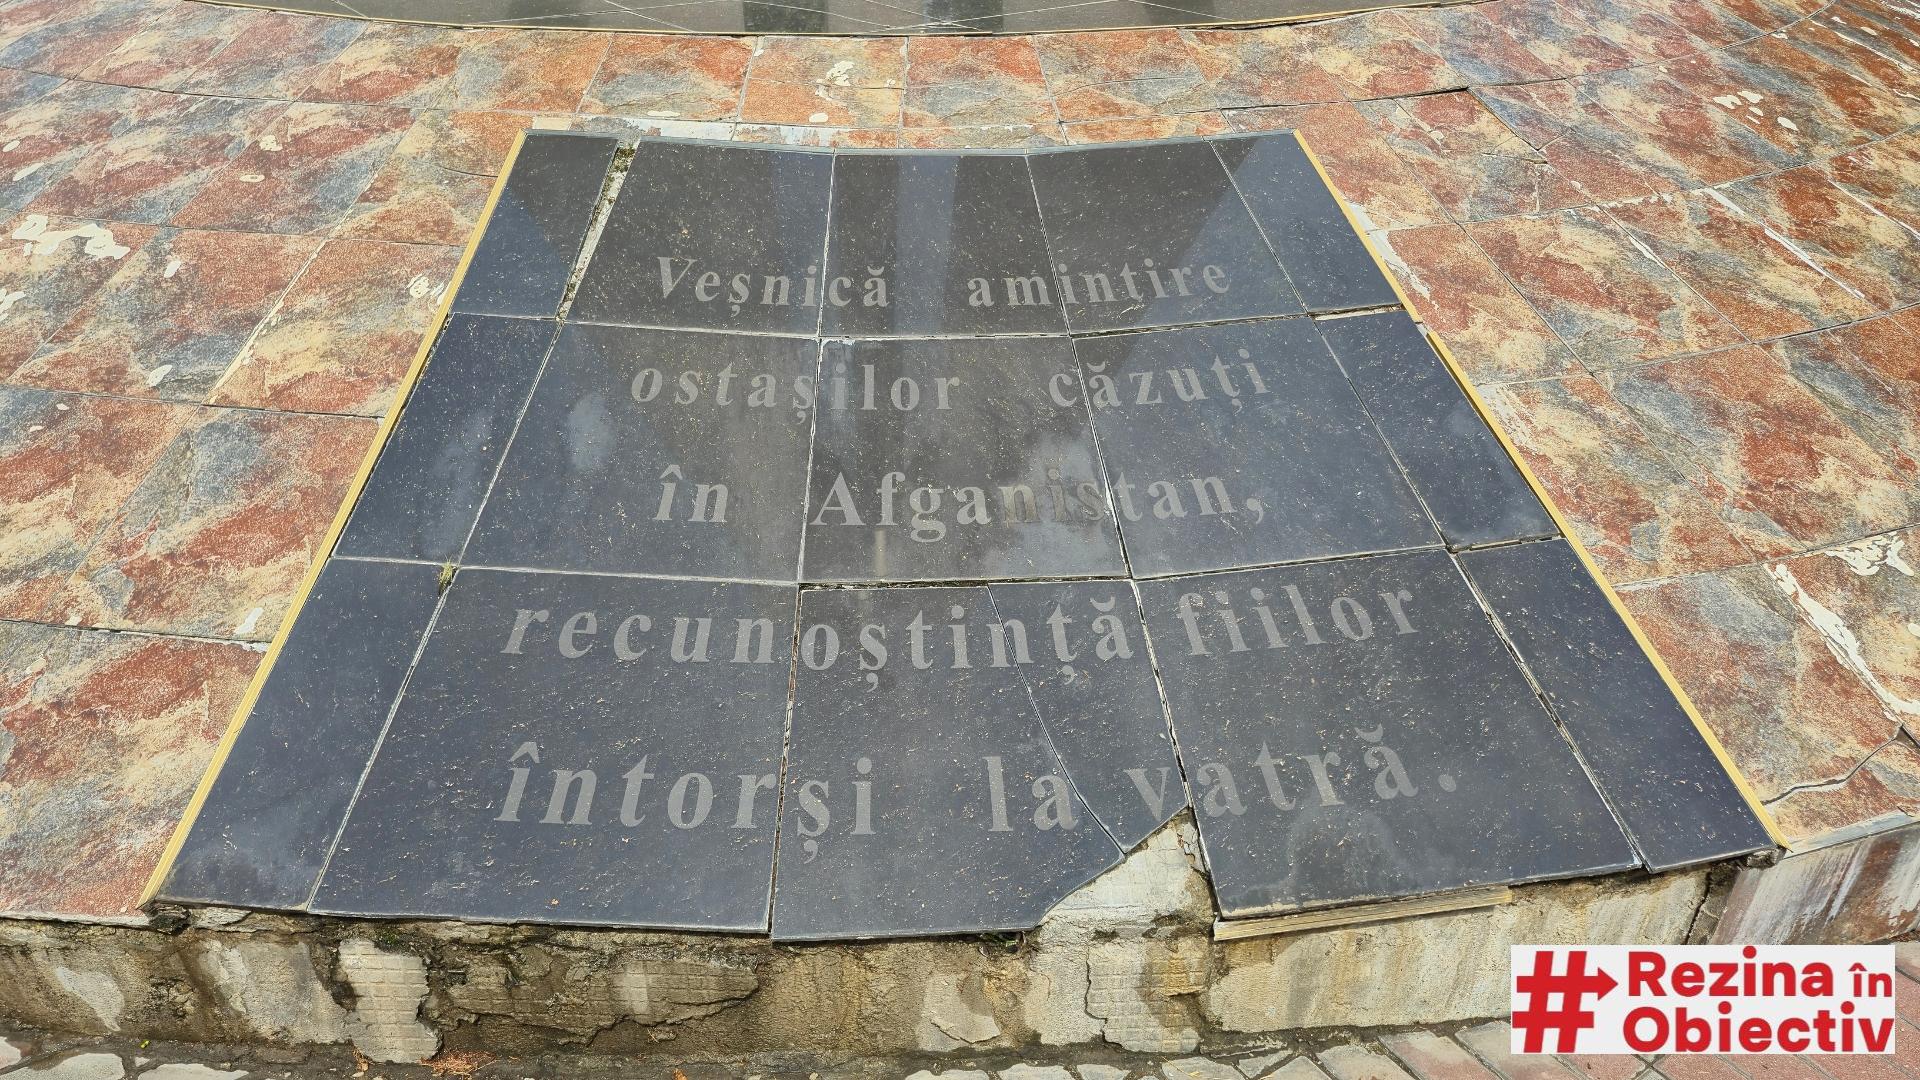 Veșnică amintire
ostașilor căzuți
în Afganistan,
recunoștință fiilor
întorși la vatră.
#Rezina în
Obiectiv